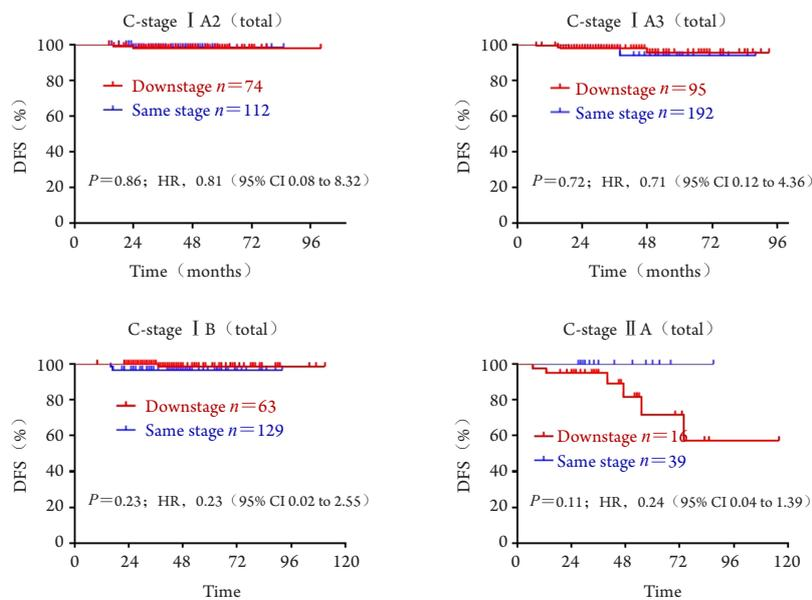 C-stage ⅠA2（total）
100
80
60
40
20
0
DFS（%）
Downstage n=74
Same stage n=112
P=0.86；HR，0.81（95% CI 0.08 to 8.32）
0 24 48 72 96
Time（months）
C-stage ⅠA3（total）
100
80
60
40
20
0
DFS（%）
Downstage n=95
Same stage n=192
P=0.72；HR，0.71（95% CI 0.12 to 4.36）
0 24 48 72 96
Time（months）
C-stage ⅠB（total）
100
80
60
40
20
0
DFS（%）
Downstage n=63
Same stage n=129
P=0.23；HR，0.23（95% CI 0.02 to 2.55）
0 24 48 72 96 120
Time
C-stage ⅡA（total）
100
80
60
40
20
0
DFS（%）
Downstage n=16
Same stage n=39
P=0.11；HR，0.24（95% CI 0.04 to 1.39）
0 24 48 72 96 120
Time